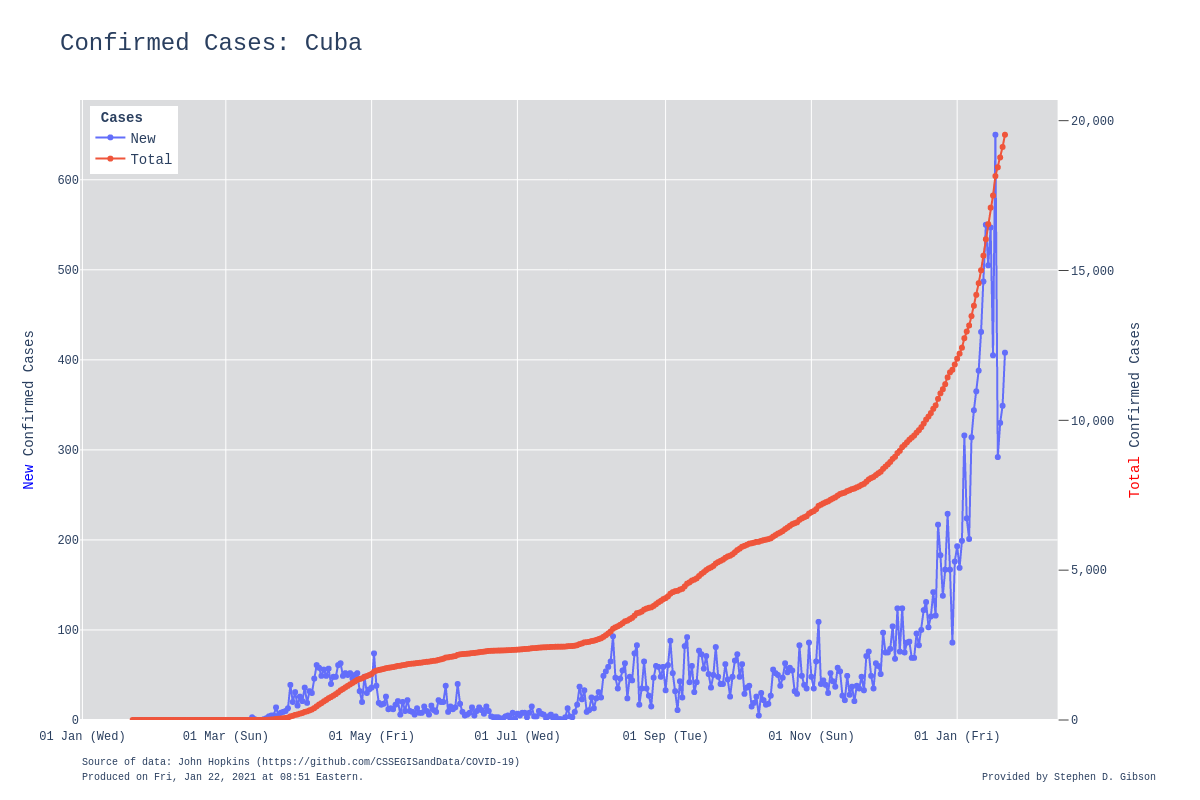 Confirmed Cases: Cuba
Cases
New
Total
600
500
400
300
200
100
0
New Confirmed Cases
20,000
15,000
10,000
5,000
0
Total Confirmed Cases
01 Jan (Wed) 01 Mar (Sun) 01 May (Fri) 01 Jul (Wed) 01 Sep (Tue) 01 Nov (Sun) 01 Jan (Fri)
Source of data: John Hopkins (https://github.com/CSSEGISandData/COVID-19)
Produced on Fri, Jan 22, 2021 at 08:51 Eastern.
Provided by Stephen D. Gibson